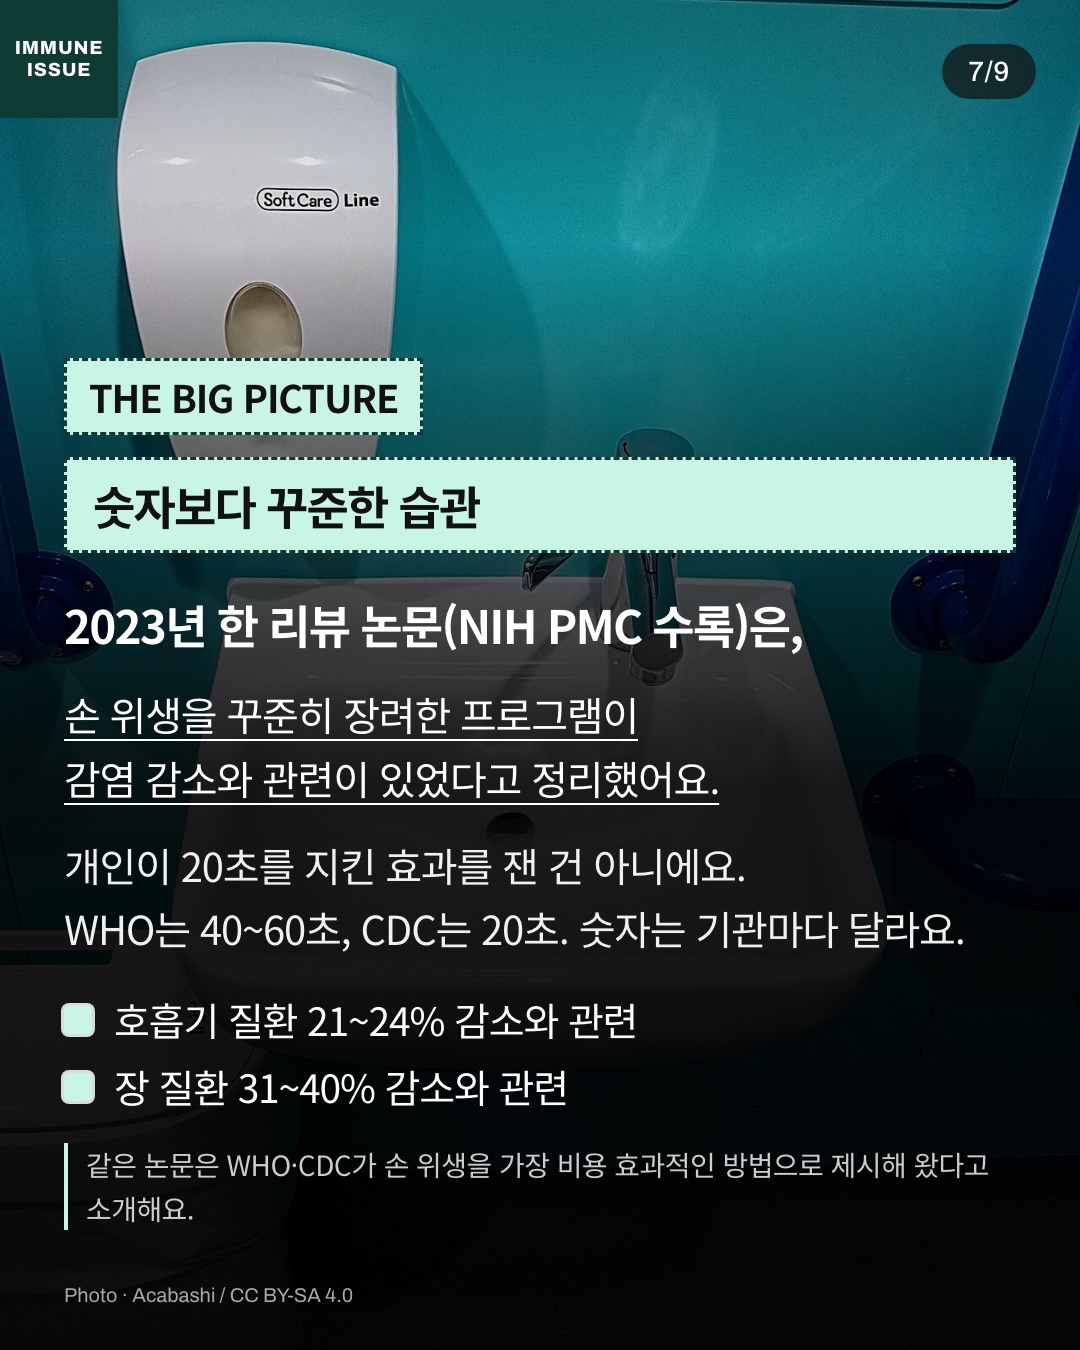 IMMUNE
ISSUE
7/9
SoftCare Line
THE BIG PICTURE
숫자보다 꾸준한 습관
2023년 한 리뷰 논문(NIH PMC 수록)은,
손 위생을 꾸준히 장려한 프로그램이
감염 감소와 관련이 있었다고 정리했어요.
개인이 20초를 지킨 효과를 잰 건 아니에요.
WHO는 40~60초, CDC는 20초. 숫자는 기관마다 달라요.
호흡기 질환 21~24% 감소와 관련
장 질환 31~40% 감소와 관련
같은 논문은 WHO·CDC가 손 위생을 가장 비용 효과적인 방법으로 제시해 왔다고
소개해요.
Photo · Acabashi / CC BY-SA 4.0